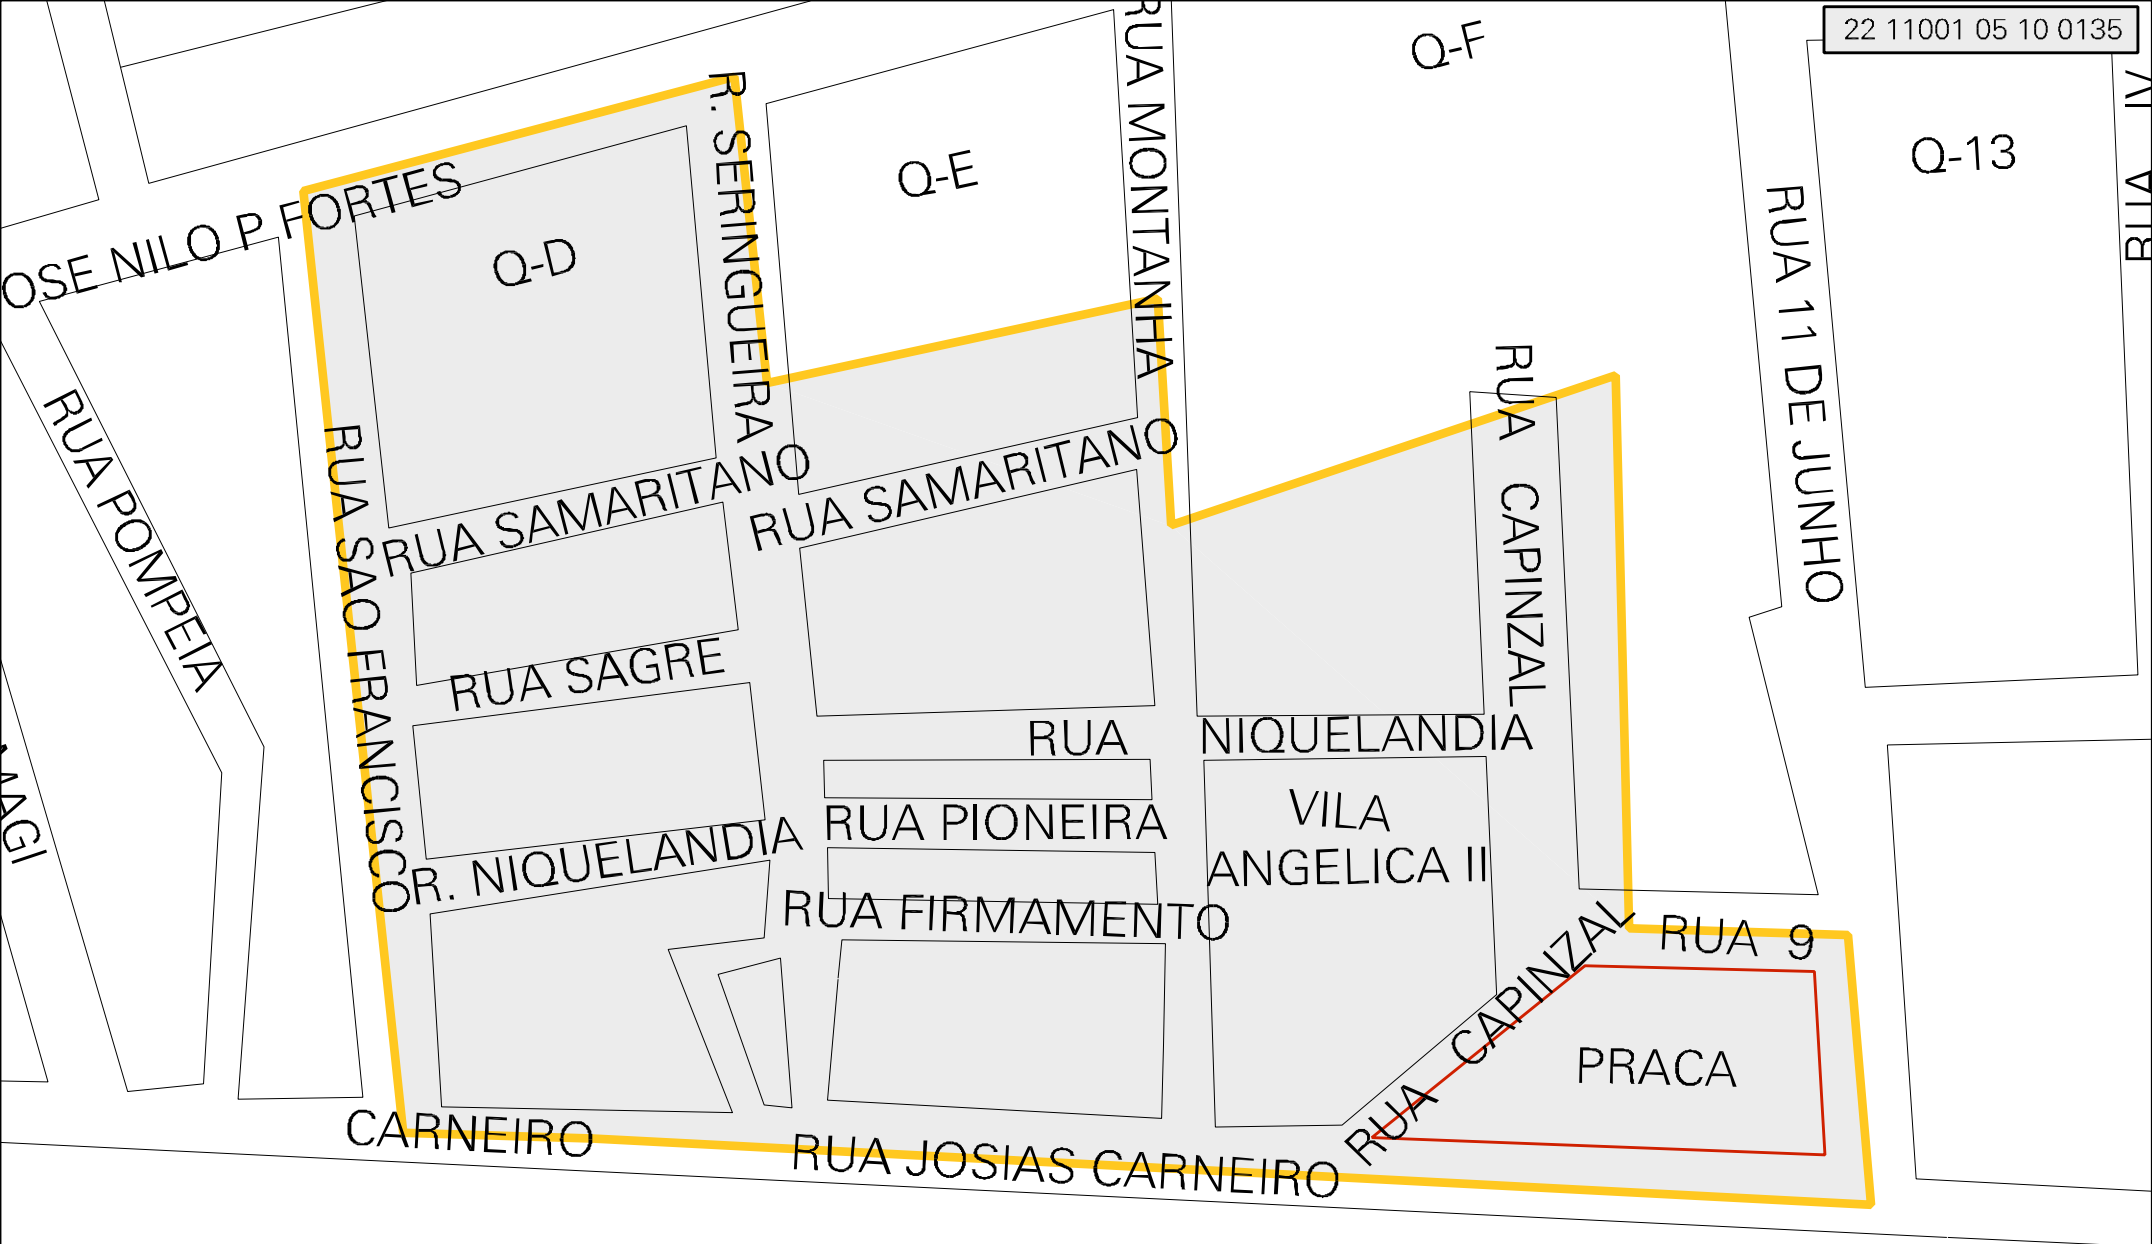 22 11001 05 10 0135
Q-F
RUA MONTANHA
R. SERINGUEIRA
Q-E
Q-13
OSE NILO P FORTES
Q-D
RUA 11 DE JUNHO
RUA
CAPINZAL
RUA POMPEIA
RUA SAO FRANCISCO
RUA SAMARITANO
RUA SAMARITANO
RUA SAGRE
RUA NIQUELANDIA
RUA PIONEIRA
VILA
ANGELICA II
R. NIQUELANDIA
RUA FIRMAMENTO
RUA 9
RUA CAPINZAL
PRACA
CARNEIRO
RUA JOSIAS CARNEIRO